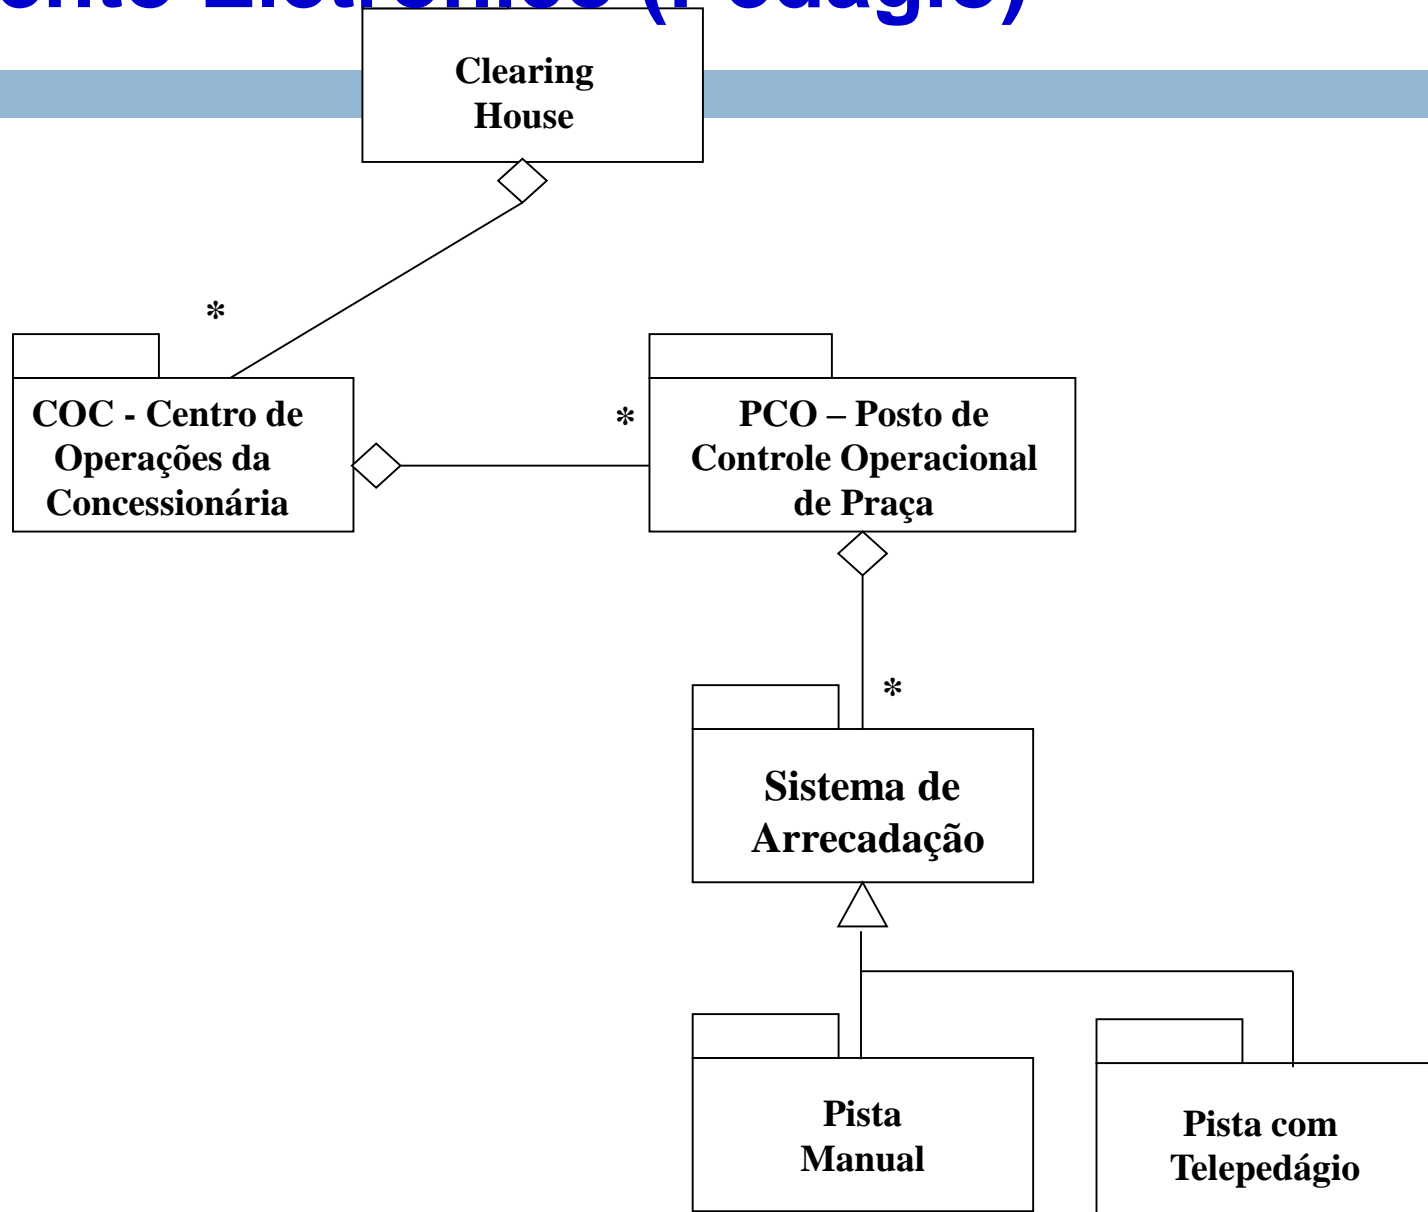 Clearing
House
*
COC - Centro de
Operações da
Concessionária
*
PCO – Posto de
Controle Operacional
de Praça
*
Sistema de
Arrecadação
Pista
Manual
Pista com
Telepedágio